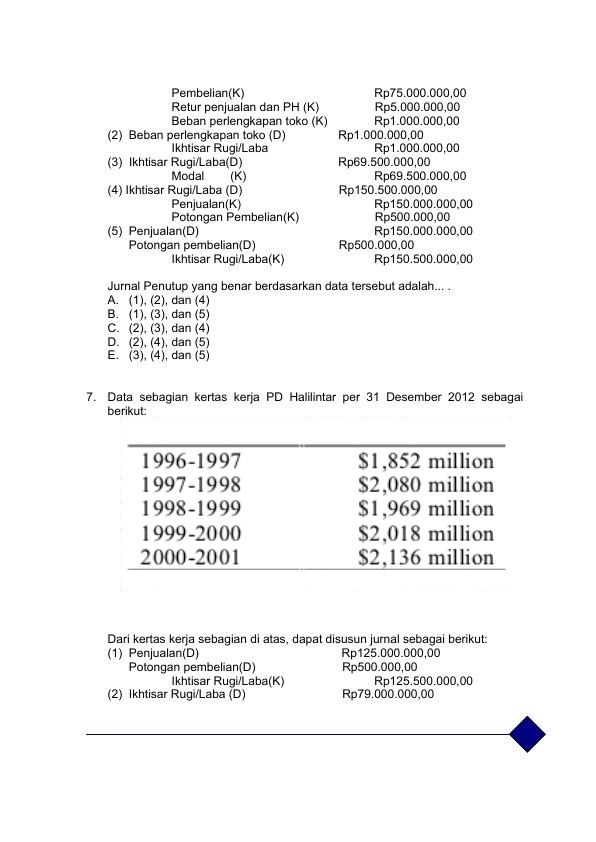 Pembelian(K) Rp75.000.000,00
Retur penjualan dan PH (K) Rp5.000.000,00
Beban perlengkapan toko (K) Rp1.000.000,00
(2) Beban perlengkapan toko (D) Rp1.000.000,00
Ikhtisar Rugi/Laba Rp1.000.000,00
(3) Ikhtisar Rugi/Laba(D) Rp69.500.000,00
Modal (K) Rp69.500.000,00
(4) Ikhtisar Rugi/Laba (D) Rp150.500.000,00
Penjualan(K) Rp150.000.000,00
Potongan Pembelian(K) Rp500.000,00
(5) Penjualan(D) Rp150.000.000,00
Potongan pembelian(D) Rp500.000,00
Ikhtisar Rugi/Laba(K) Rp150.500.000,00
Jurnal Penutup yang benar berdasarkan data tersebut adalah... .
A. (1), (2), dan (4)
B. (1), (3), dan (5)
C. (2), (3), dan (4)
D. (2), (4), dan (5)
E. (3), (4), dan (5)
7. Data sebagian kertas kerja PD Halilintar per 31 Desember 2012 sebagai
berikut:
1996-1997 $1,852 million
1997-1998 $2,080 million
1998-1999 $1,969 million
1999-2000 $2,018 million
2000-2001 $2,136 million
Dari kertas kerja sebagian di atas, dapat disusun jurnal sebagai berikut:
(1) Penjualan(D) Rp125.000.000,00
Potongan pembelian(D) Rp500.000,00
Ikhtisar Rugi/Laba(K) Rp125.500.000,00
(2) Ikhtisar Rugi/Laba (D) Rp79.000.000,00